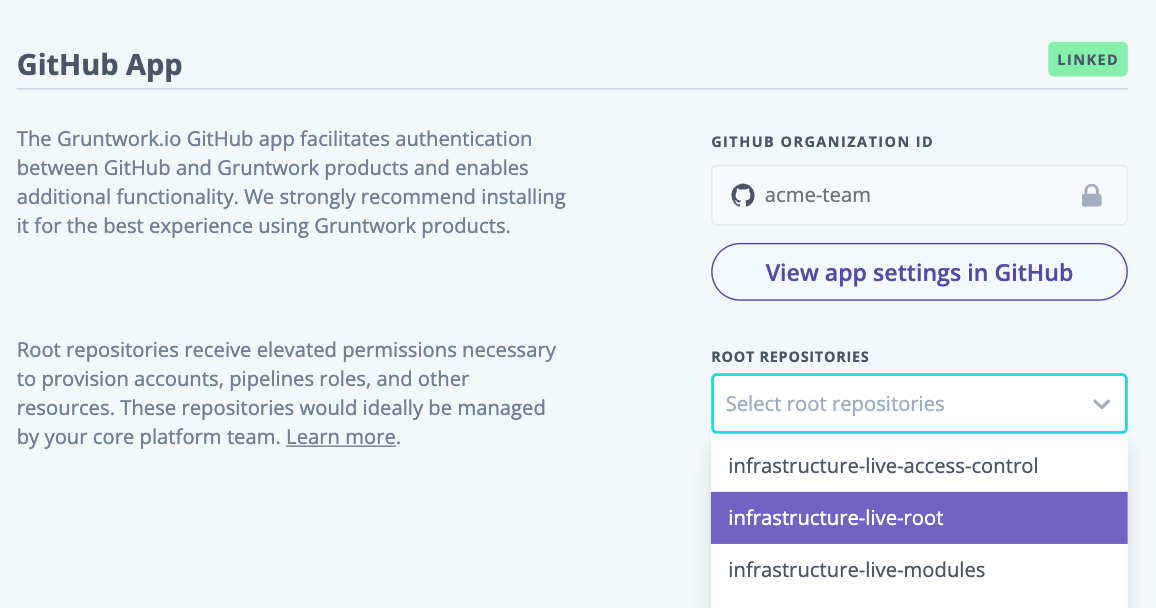 GitHub App
LINKED
The Gruntwork.io GitHub app facilitates authentication
between GitHub and Gruntwork products and enables
additional functionality. We strongly recommend installing
it for the best experience using Gruntwork products.
GITHUB ORGANIZATION ID
acme-team
View app settings in GitHub
Root repositories receive elevated permissions necessary
to provision accounts, pipelines roles, and other
resources. These repositories would ideally be managed
by your core platform team. Learn more.
ROOT REPOSITORIES
Select root repositories
infrastructure-live-access-control
infrastructure-live-root
infrastructure-live-modules